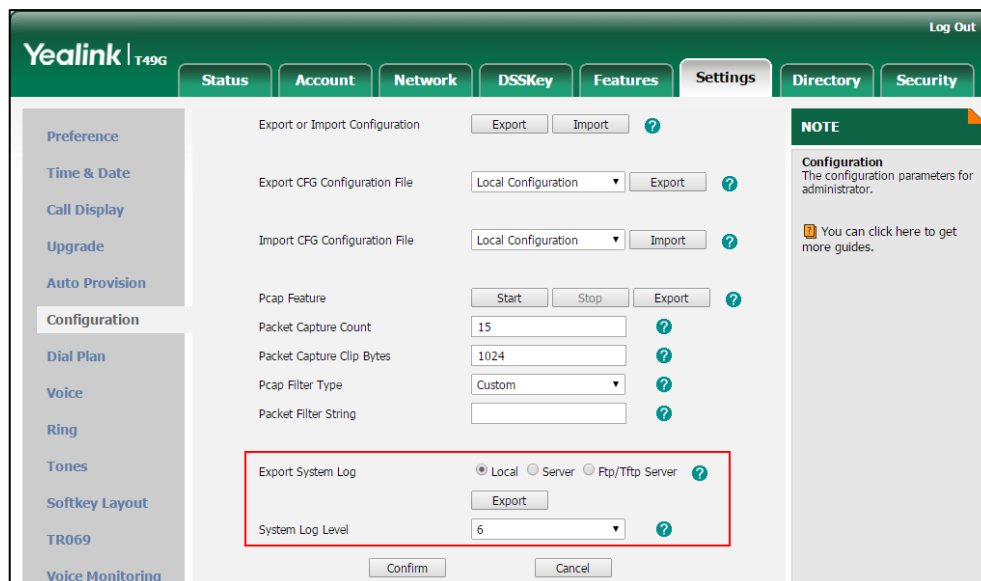 Log Out
Yealink | T49G
Status Account Network DSSKey Features Settings Directory Security
Preference
Time & Date
Call Display
Upgrade
Auto Provision
Configuration
Dial Plan
Voice
Ring
Tones
Softkey Layout
TR069
Voice Monitoring
Export or Import Configuration Export Import ?
Export CFG Configuration File Local Configuration Export ?
Import CFG Configuration File Local Configuration Import ?
Pcap Feature Start Stop Export ?
Packet Capture Count 15 ?
Packet Capture Clip Bytes 1024 ?
Pcap Filter Type Custom ?
Packet Filter String ?
Export System Log Local Server Ftp/Tftp Server ?
Export
System Log Level 6 ?
Confirm Cancel
NOTE
Configuration
The configuration parameters for
administrator.
? You can click here to get
more guides.